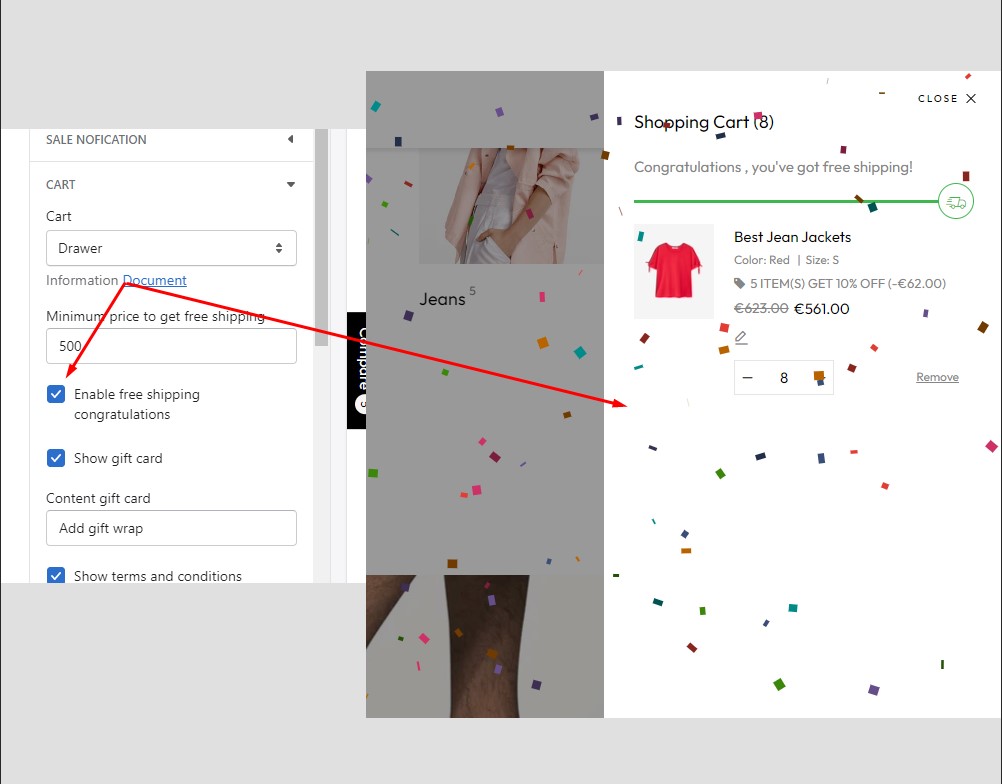 SALE NOFICATION
CART
Cart
Drawer
Information Document
Minimum price to get free shipping
500
Enable free shipping
congratulations
Show gift card
Content gift card
Add gift wrap
Show terms and conditions
Compare
Jeans 5
CLOSE
Shopping Cart (8)
Congratulations , you've got free shipping!
Best Jean Jackets
Color: Red | Size: S
5 ITEM(S) GET 10% OFF (-€62.00)
€623.00 €561.00
8
Remove